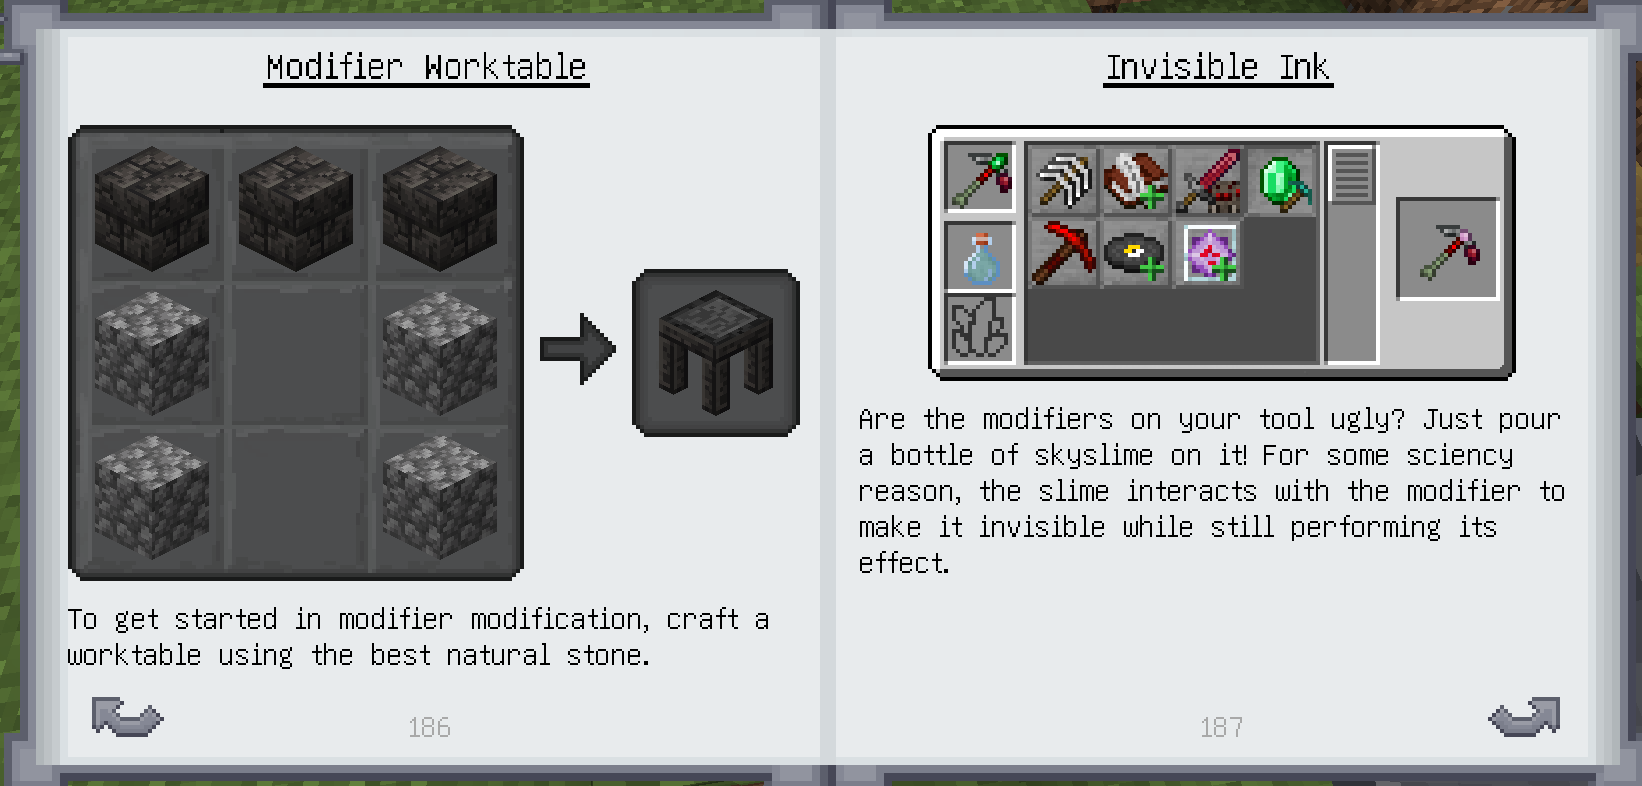 Modifier Worktable
To get started in modifier modification, craft a
worktable using the best natural stone.
186
Invisible Ink
Are the modifiers on your tool ugly? Just pour
a bottle of skyslime on it! For some sciency
reason, the slime interacts with the modifier to
make it invisible while still performing its
effect.
187